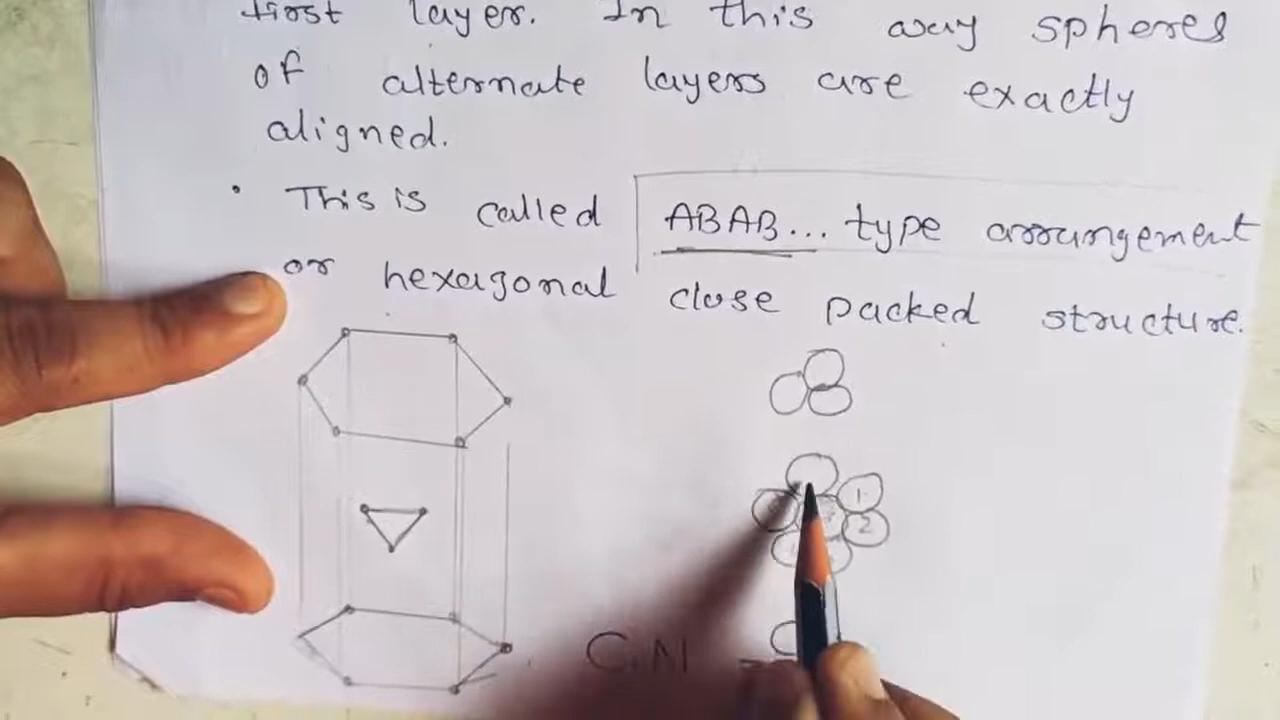 first layer. In this way spheres
of alternate layers are exactly
aligned.
• This is called ABAB... type arrangement
or hexagonal close packed structure.
1
2
C.N